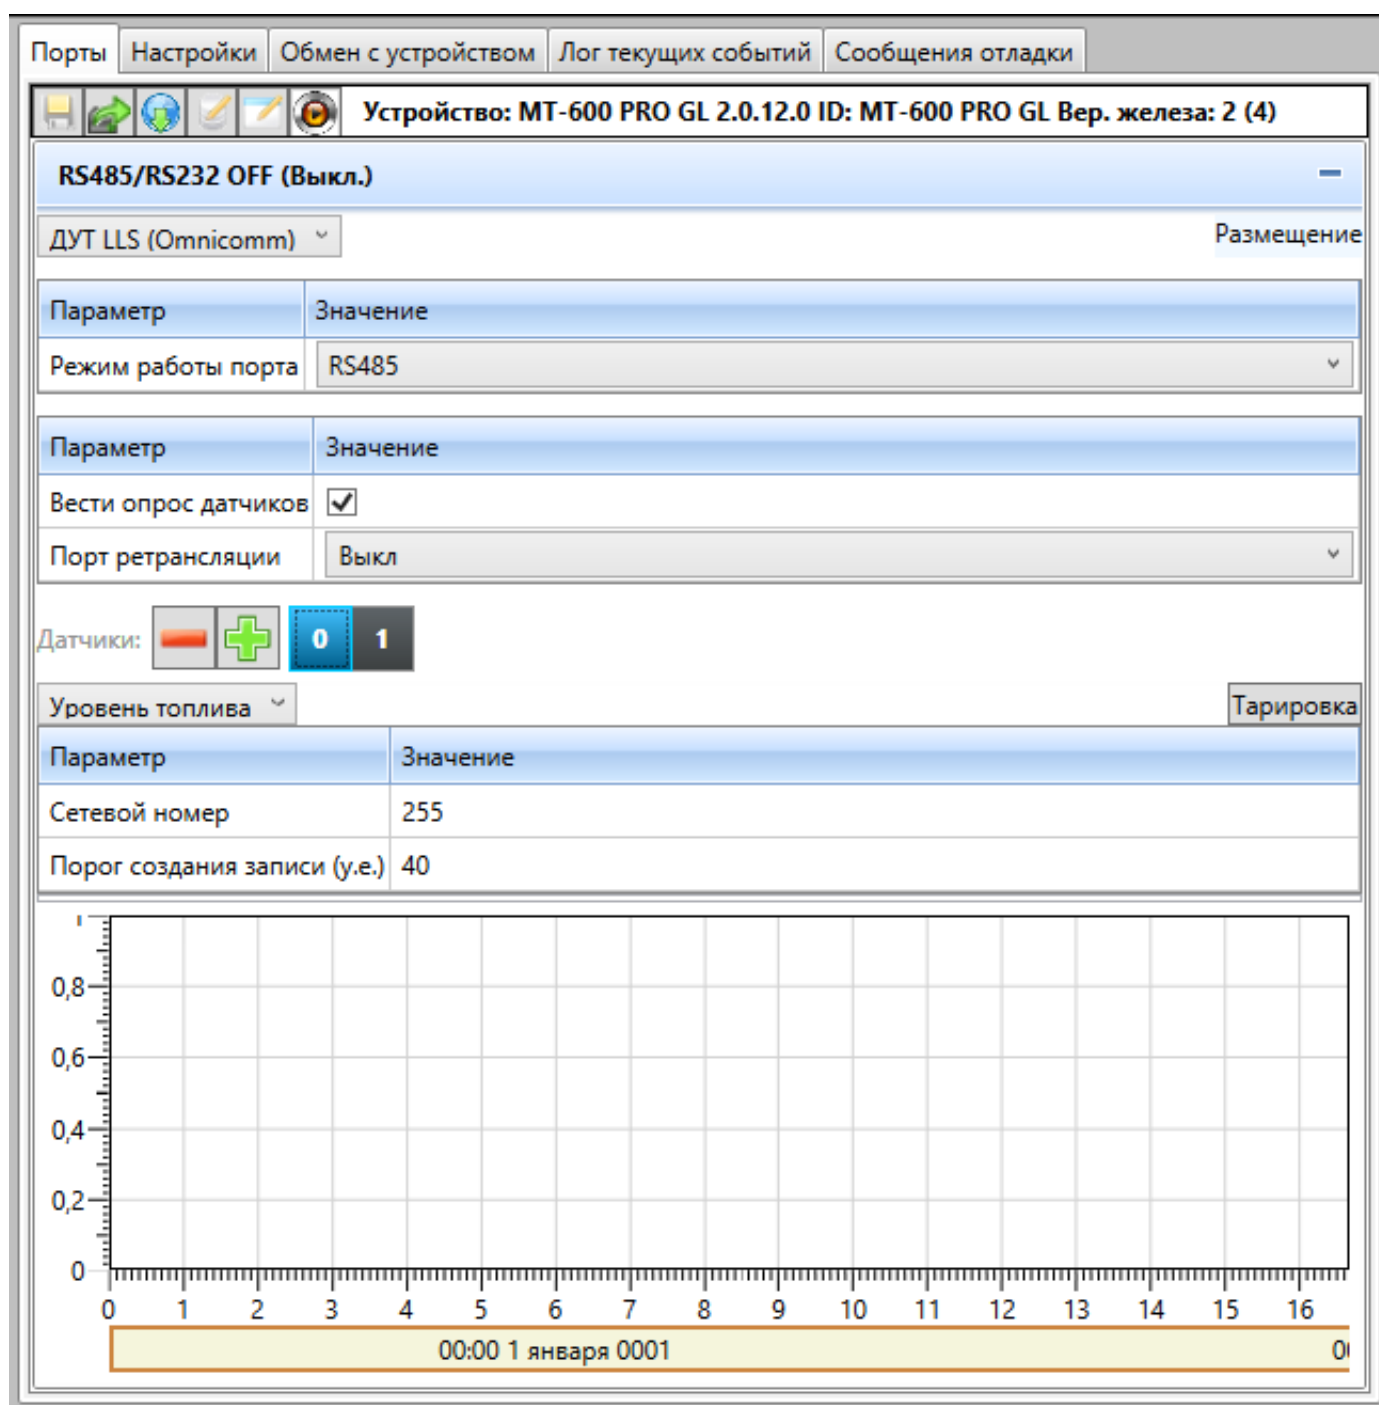 Порты Настройки Обмен с устройством Лог текущих событий Сообщения отладки
Устройство: MT-600 PRO GL 2.0.12.0 ID: MT-600 PRO GL Вер. железа: 2 (4)
RS485/RS232 OFF (Выкл.)
ДУТ LLS (Omnicomm) Размещение
Параметр Значение
Режим работы порта RS485
Параметр Значение
Вести опрос датчиков
Порт ретрансляции Выкл
Датчики: 0 1
Уровень топлива Тарировка
Параметр Значение
Сетевой номер 255
Порог создания записи (у.е.) 40
1
0,8
0,6
0,4
0,2
0
0 1 2 3 4 5 6 7 8 9 10 11 12 13 14 15 16
00:00 1 января 0001